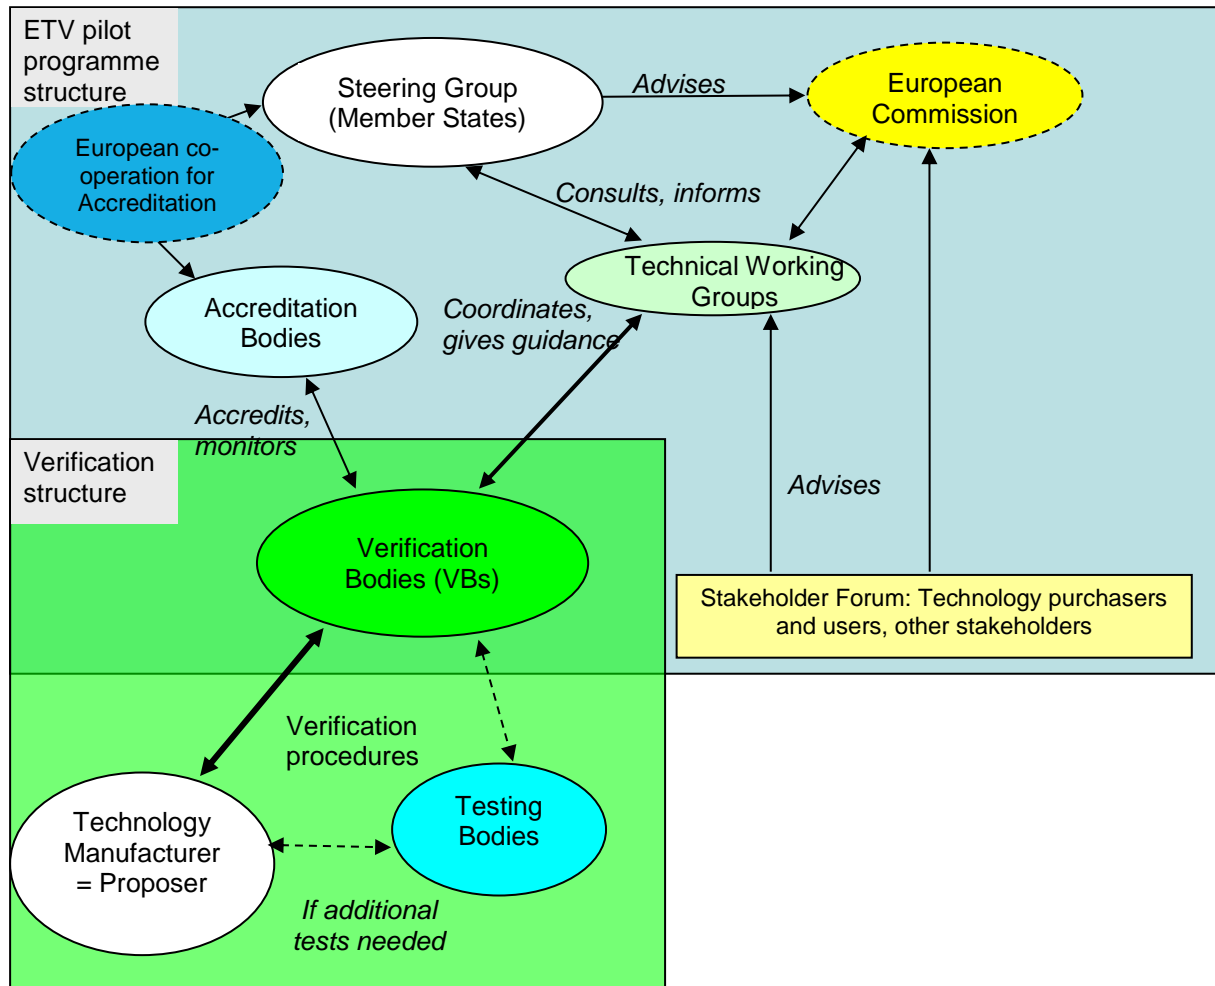 ETV pilot
programme
structure
Steering Group
(Member States)
Advises
European
Commission
European co-
operation for
Accreditation
Consults, informs
Technical Working
Groups
Accreditation
Bodies
Coordinates,
gives guidance
Accredits,
monitors
Verification
structure
Verification
Bodies (VBs)
Advises
Stakeholder Forum: Technology purchasers
and users, other stakeholders
Verification
procedures
Technology
Manufacturer
= Proposer
Testing
Bodies
If additional
tests needed